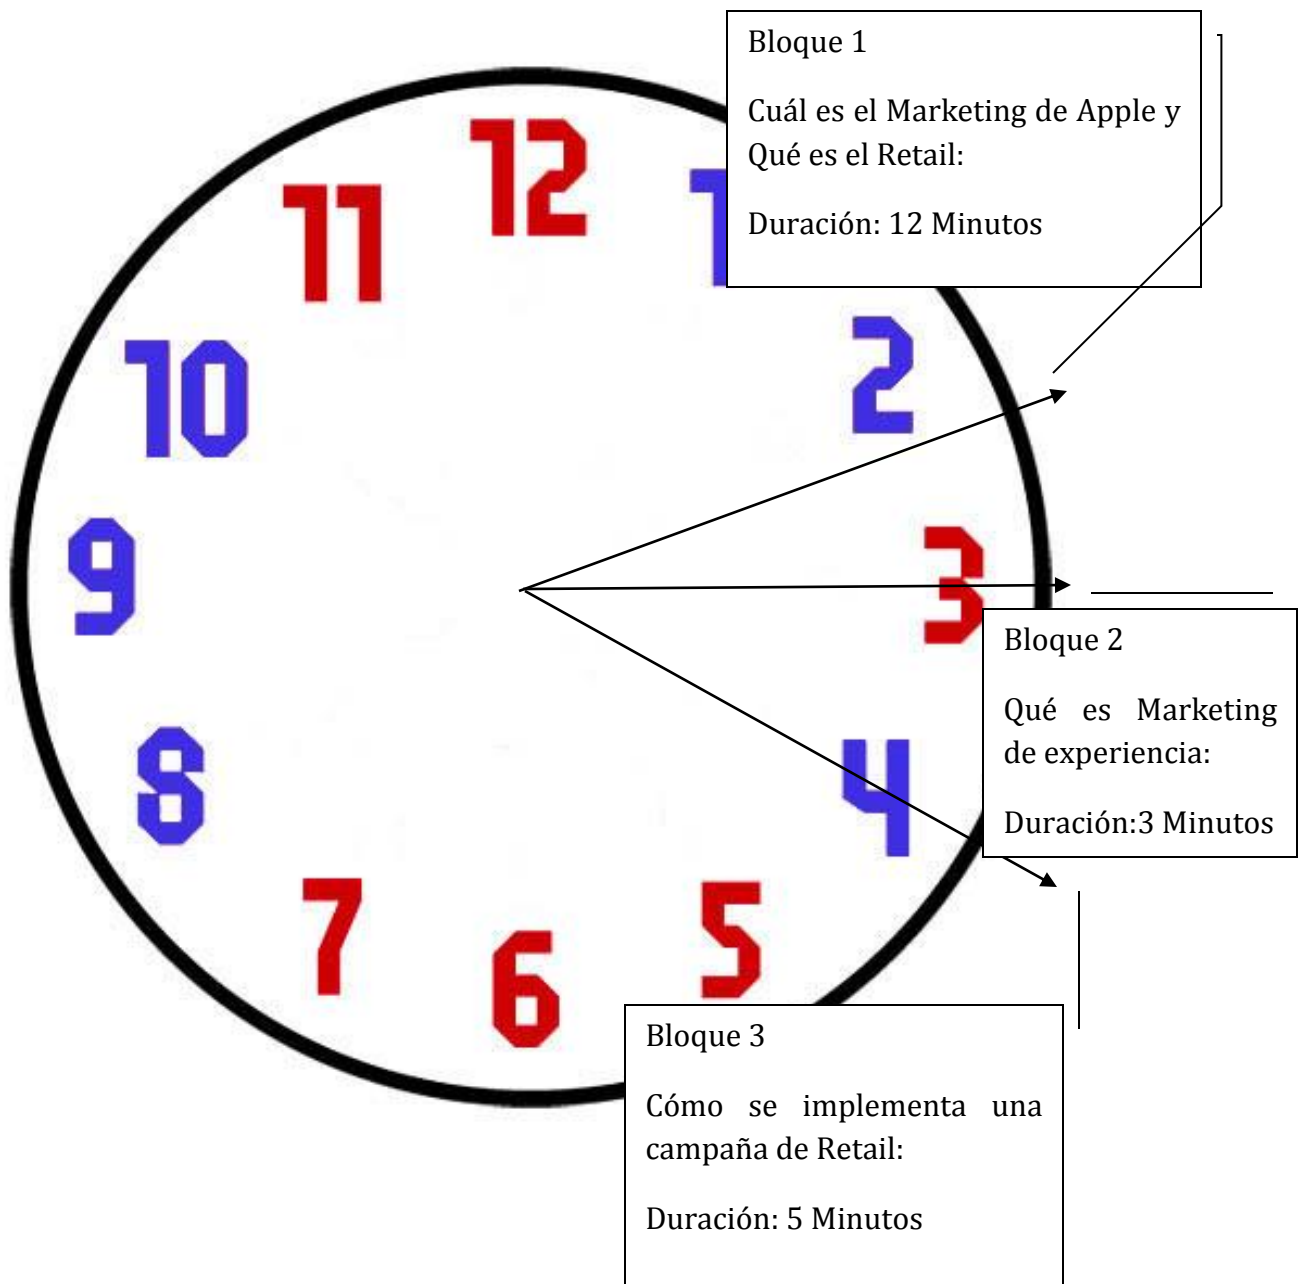 Bloque 1
Cuál es el Marketing de Apple y
Qué es el Retail:
Duración: 12 Minutos
12
11
1
10
2
9
3
8
4
7
5
6
Bloque 2
Qué es Marketing
de experiencia:
Duración:3 Minutos
Bloque 3
Cómo se implementa una
campaña de Retail:
Duración: 5 Minutos